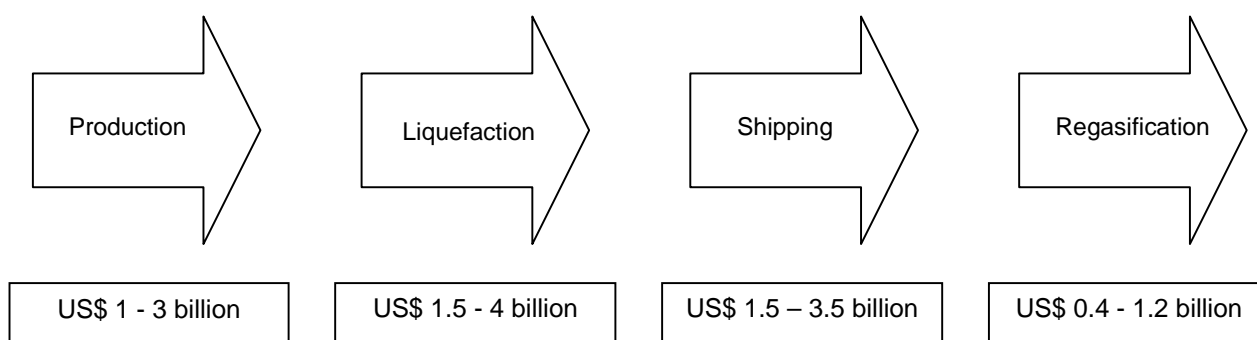 Production
Liquefaction
Shipping
Regasification
US$ 1 - 3 billion
US$ 1.5 - 4 billion
US$ 1.5 – 3.5 billion
US$ 0.4 - 1.2 billion